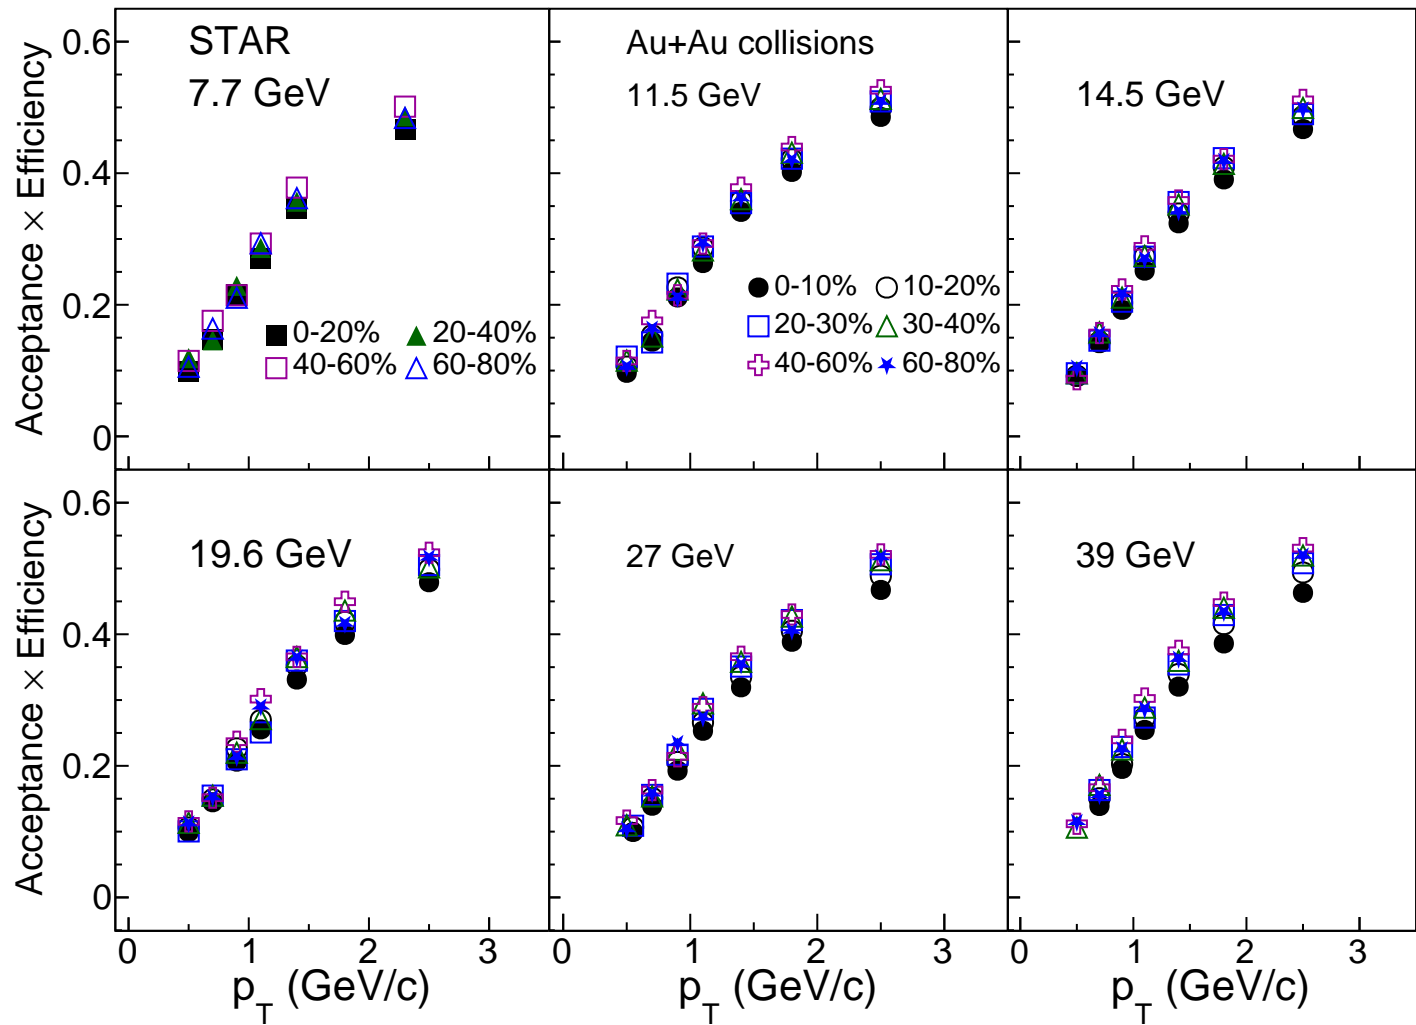 STAR
7.7 GeV
Au+Au collisions
11.5 GeV
14.5 GeV
0.6
0.4
0.2
0
Acceptance × Efficiency
0-20% 20-40%
40-60% 60-80%
0-10% 10-20%
20-30% 30-40%
40-60% 60-80%
19.6 GeV
27 GeV
39 GeV
0.6
0.4
0.2
0
Acceptance × Efficiency
0 1 2 3 0 1 2 3 0 1 2 3
p_T (GeV/c) p_T (GeV/c) p_T (GeV/c)